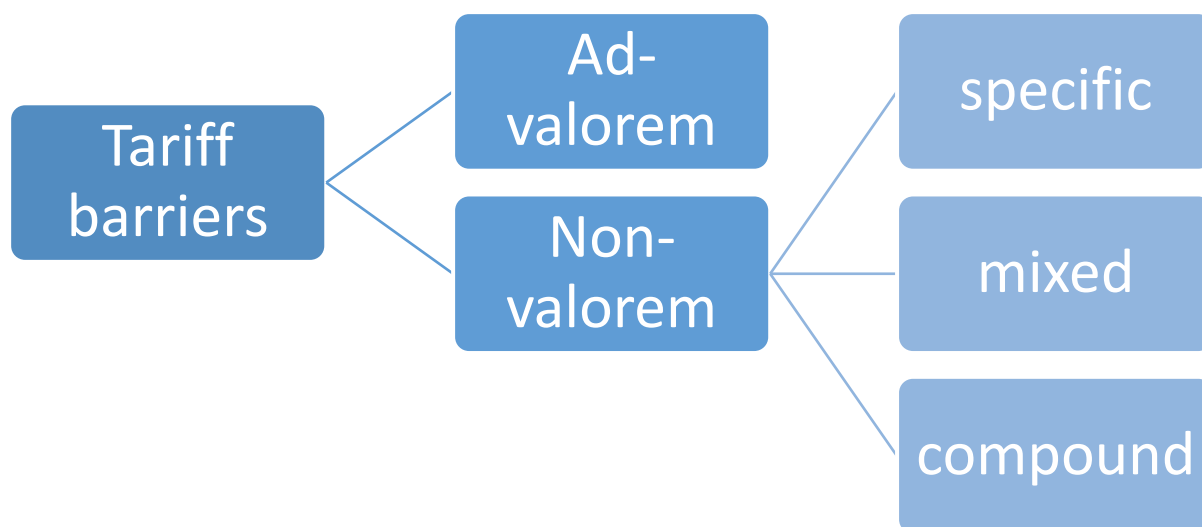 Tariff
barriers
Ad-
valorem
Non-
valorem
specific
mixed
compound